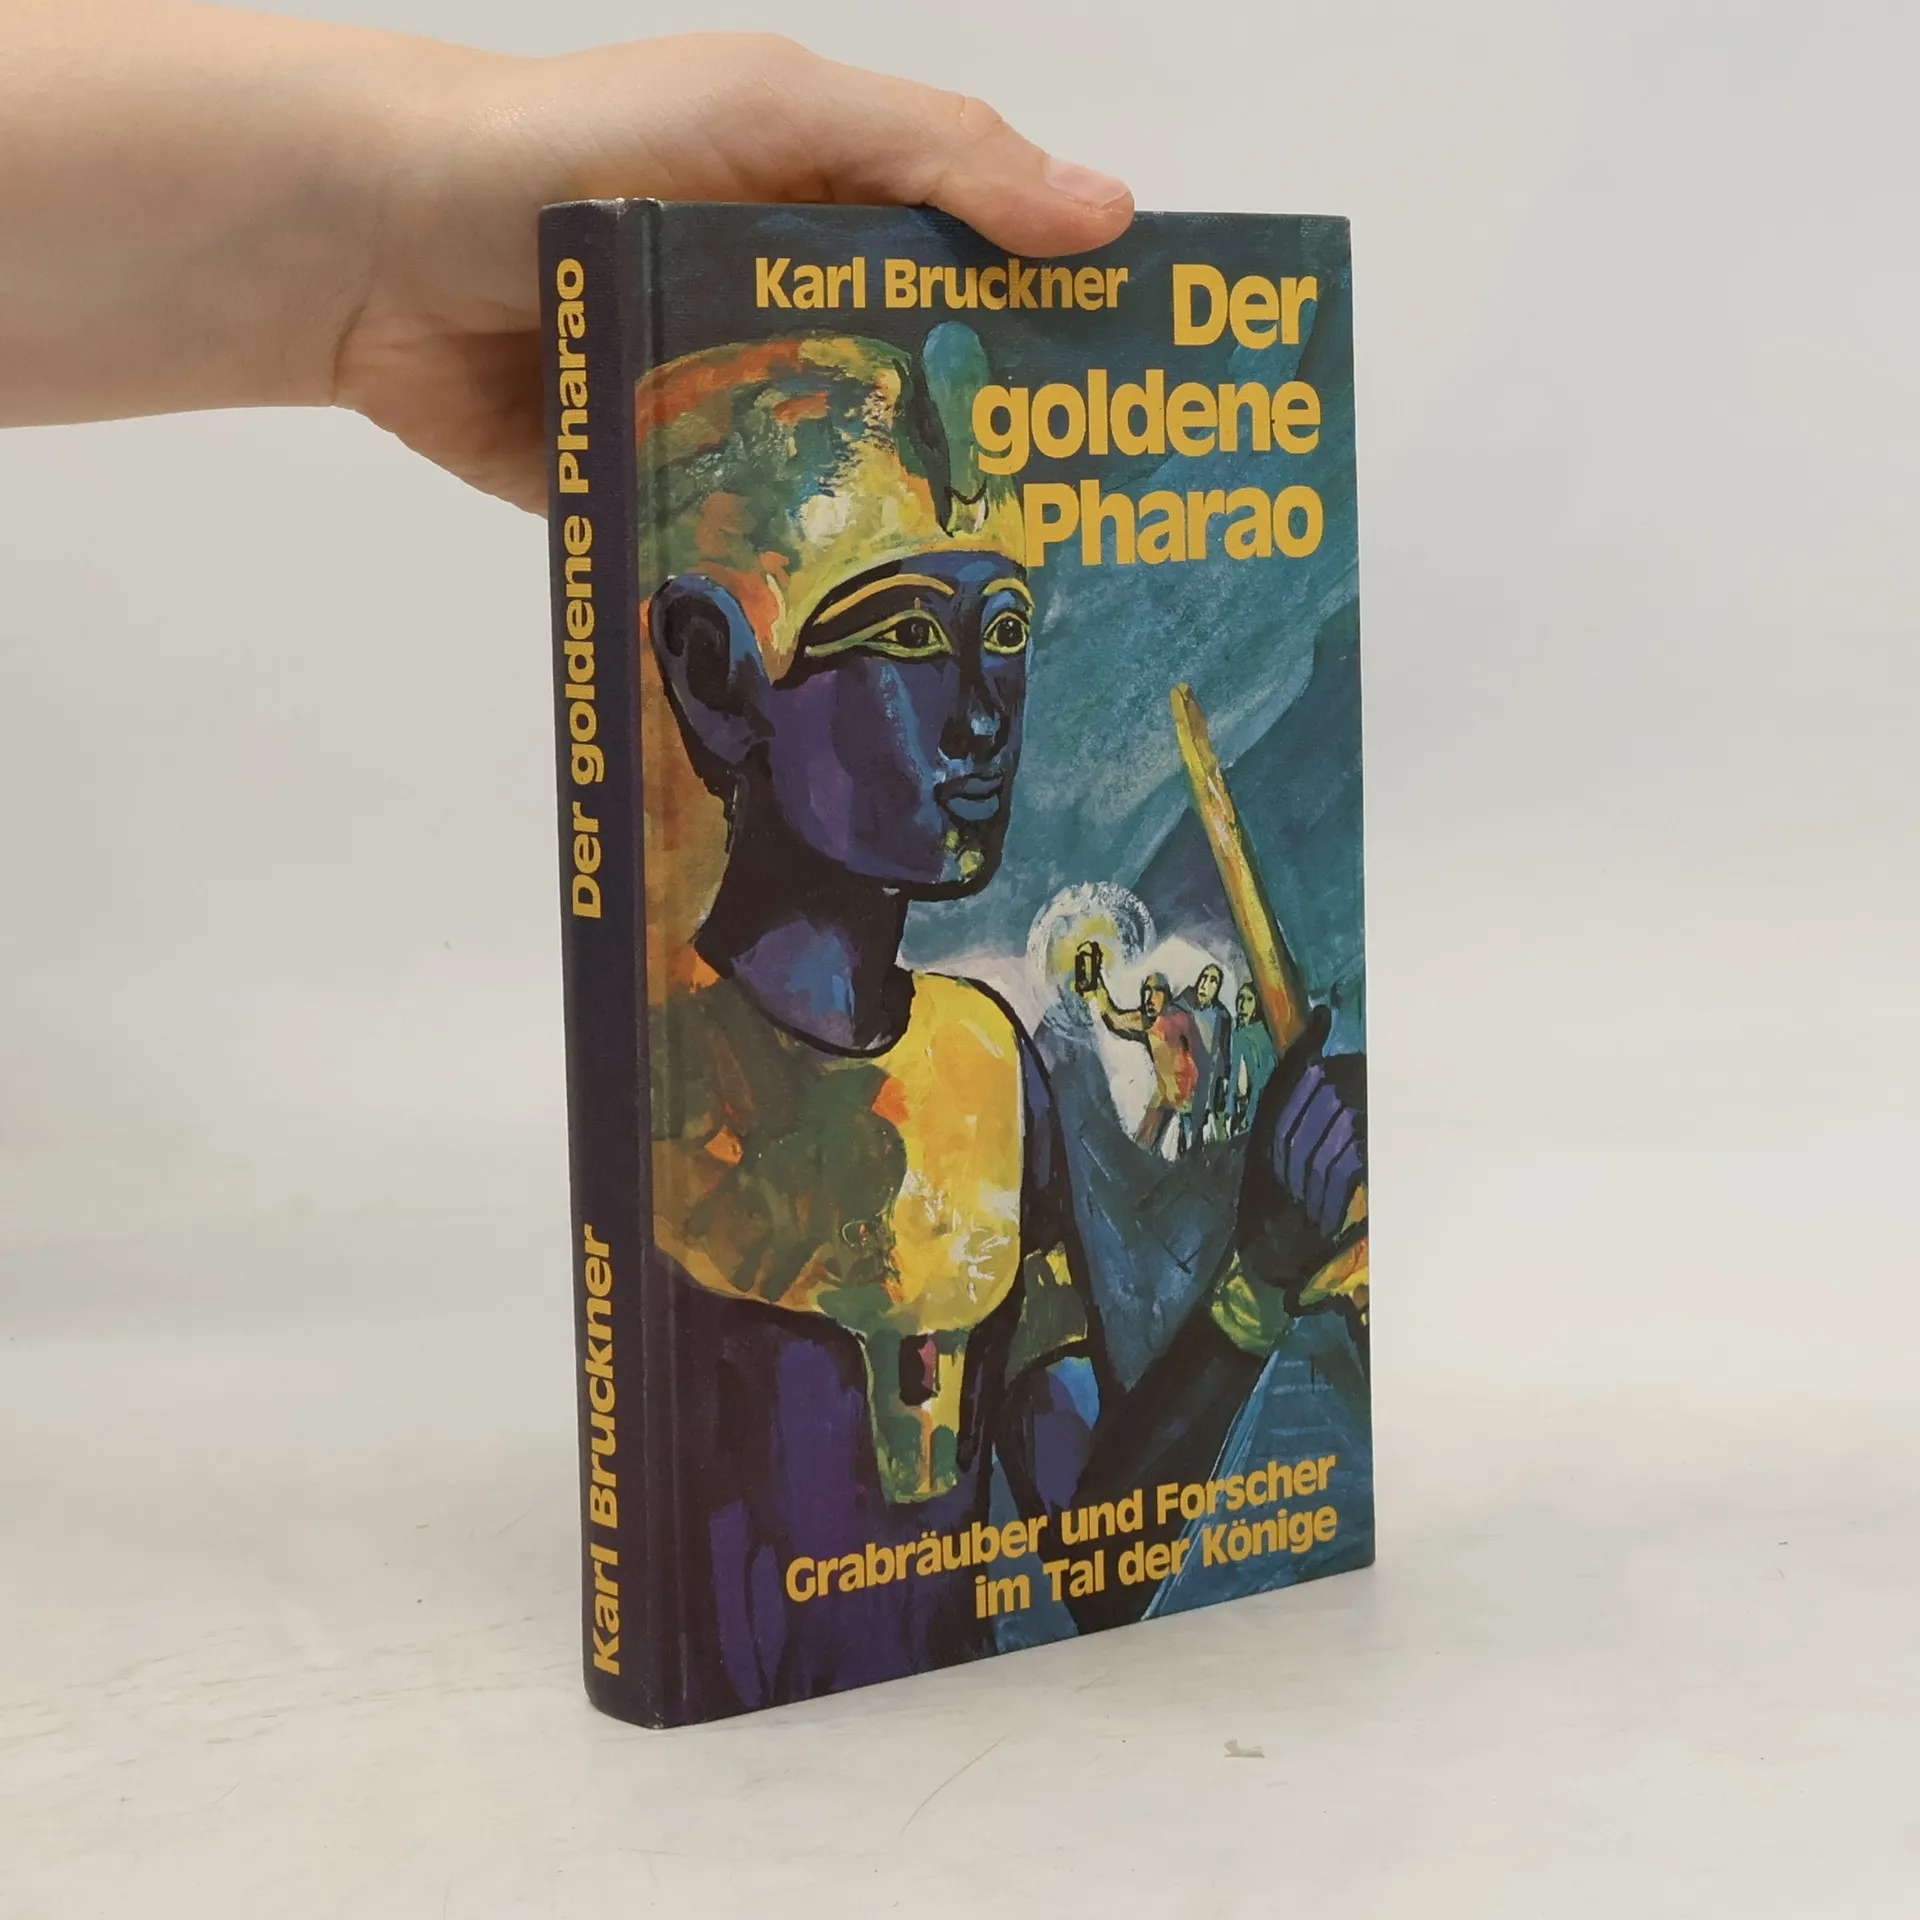 Karl Bruckner
Der
goldene
Pharao
Grabräuber und Forscher
im Tal der Könige
Karl Bruckner Der goldene Pharao